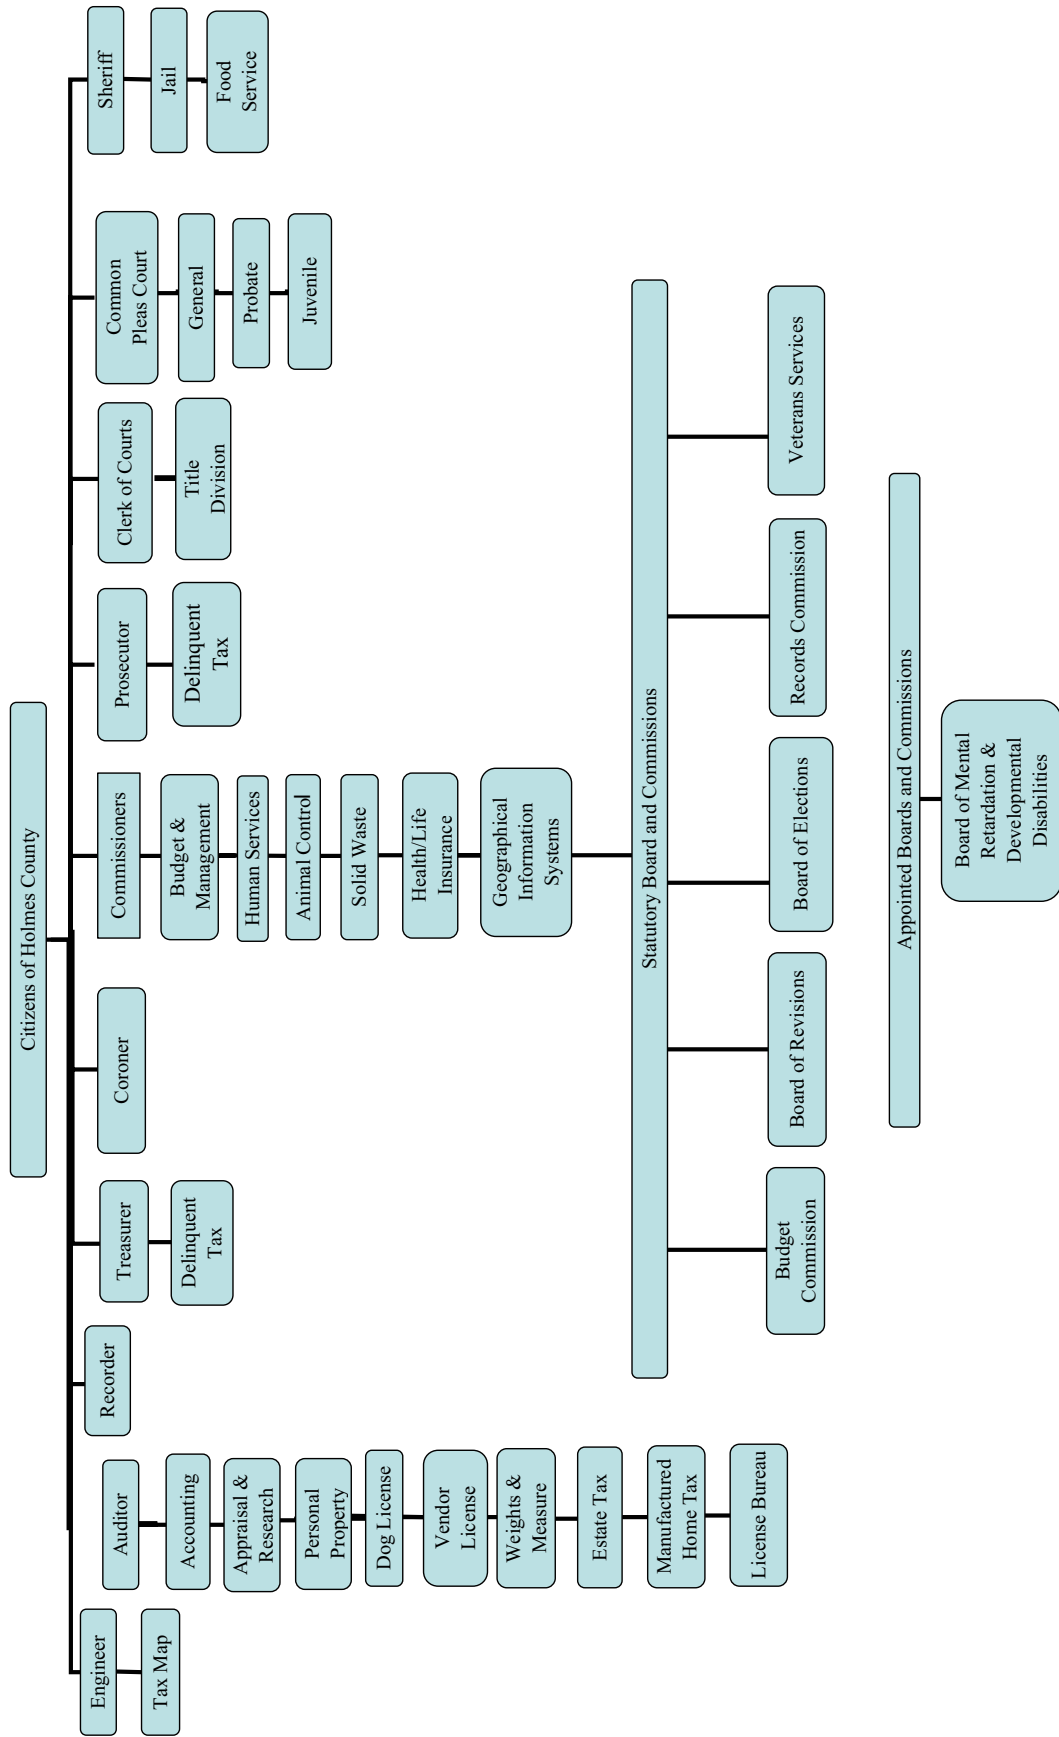 Citizens of Holmes County
Engineer
Tax Map
Auditor
Accounting
Appraisal &
Research
Personal
Property
Dog License
Vendor
License
Weights &
Measure
Estate Tax
Manufactured
Home Tax
License Bureau
Recorder
Treasurer
Delinquent
Tax
Coroner
Commissioners
Budget &
Management
Human Services
Animal Control
Solid Waste
Health/Life
Insurance
Geographical
Information
Systems
Prosecutor
Delinquent
Tax
Clerk of Courts
Title
Division
Common
Pleas Court
General
Probate
Juvenile
Sheriff
Jail
Food
Service
Statutory Board and Commissions
Budget
Commission
Board of Revisions
Board of Elections
Records Commission
Veterans Services
Appointed Boards and Commissions
Board of Mental
Retardation &
Developmental
Disabilities